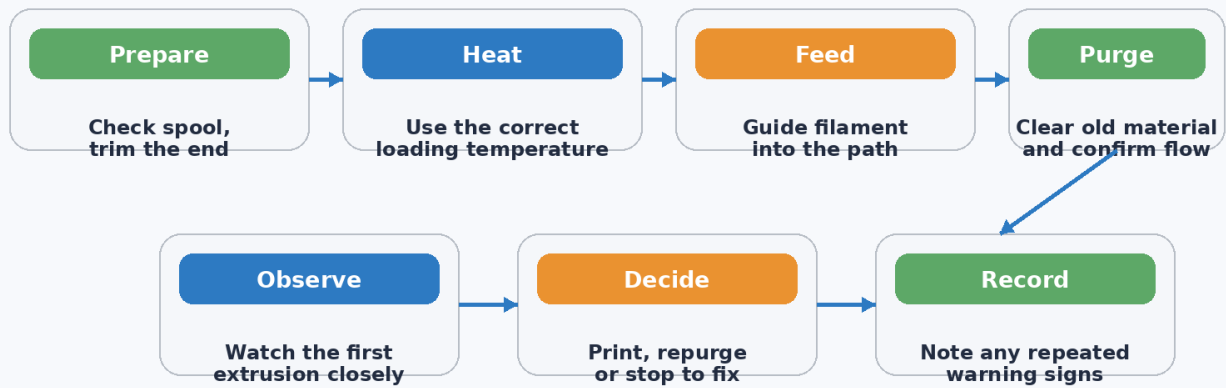 Prepare
Check spool,
trim the end
Heat
Use the correct
loading temperature
Feed
Guide filament
into the path
Purge
Clear old material
and confirm flow
Observe
Watch the first
extrusion closely
Decide
Print, repurge
or stop to fix
Record
Note any repeated
warning signs